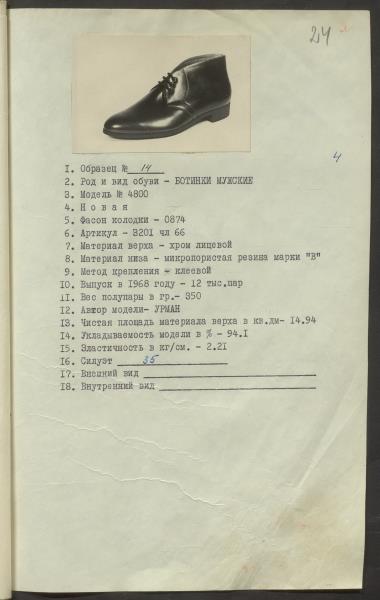 24
4
1. Образец № 14
2. Род и вид обуви - БОТИНКИ МУЖСКИЕ
3. Модель № 4800
4. Н о в а я
5. Фасон колодки - 0874
6. Артикул - 3201 чл 66
7. Материал верха - хром лицевой
8. Материал низа - микропористая резина марки "В"
9. Метод крепления - клеевой
10. Выпуск в 1968 году - 12 тыс.пар
11. Вес полупары в гр.- 350
12. Автор модели- УРМАН
13. Чистая площадь материала верха в кв.дм- 14.94
14. Укладываемость модели в % - 94.1
15. Эластичность в кг/см. - 2.21
16. Силуэт 35
17. Внешний вид
18. Внутренний вид